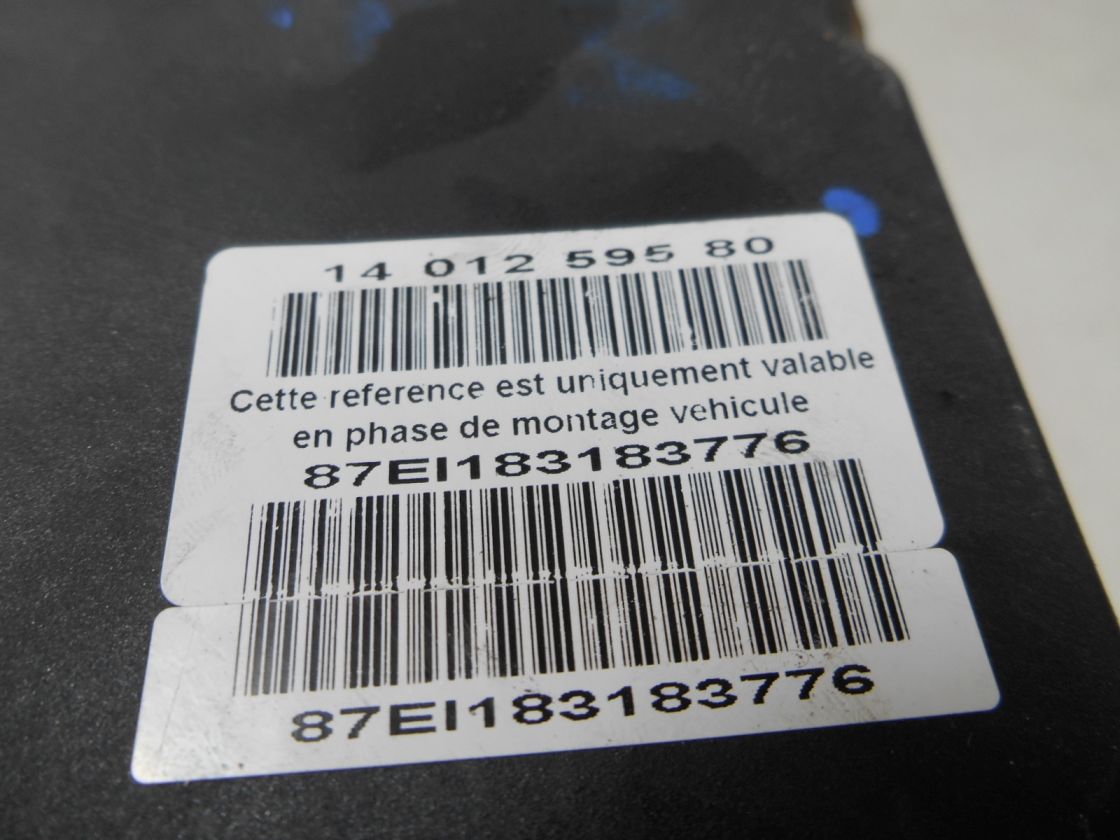 14 012 595 80
Cette reference est uniquement valable
en phase de montage vehicule
87EI183183776
87EI183183776